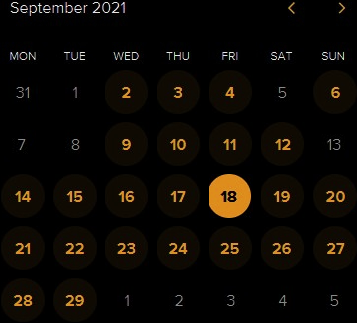 September 2021
MON TUE WED THU FRI SAT SUN
31 1 2 3 4 5 6
7 8 9 10 11 12 13
14 15 16 17 18 19 20
21 22 23 24 25 26 27
28 29 1 2 3 4 5